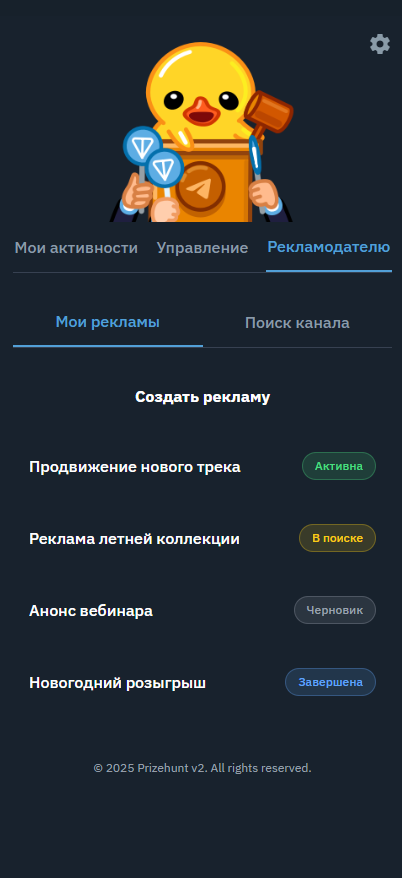 Мои активности Управление Рекламодателю
Мои рекламы Поиск канала
Создать рекламу
Продвижение нового трека Активна
Реклама летней коллекции В поиске
Анонс вебинара Черновик
Новогодний розыгрыш Завершена
© 2025 Prizehunt v2. All rights reserved.